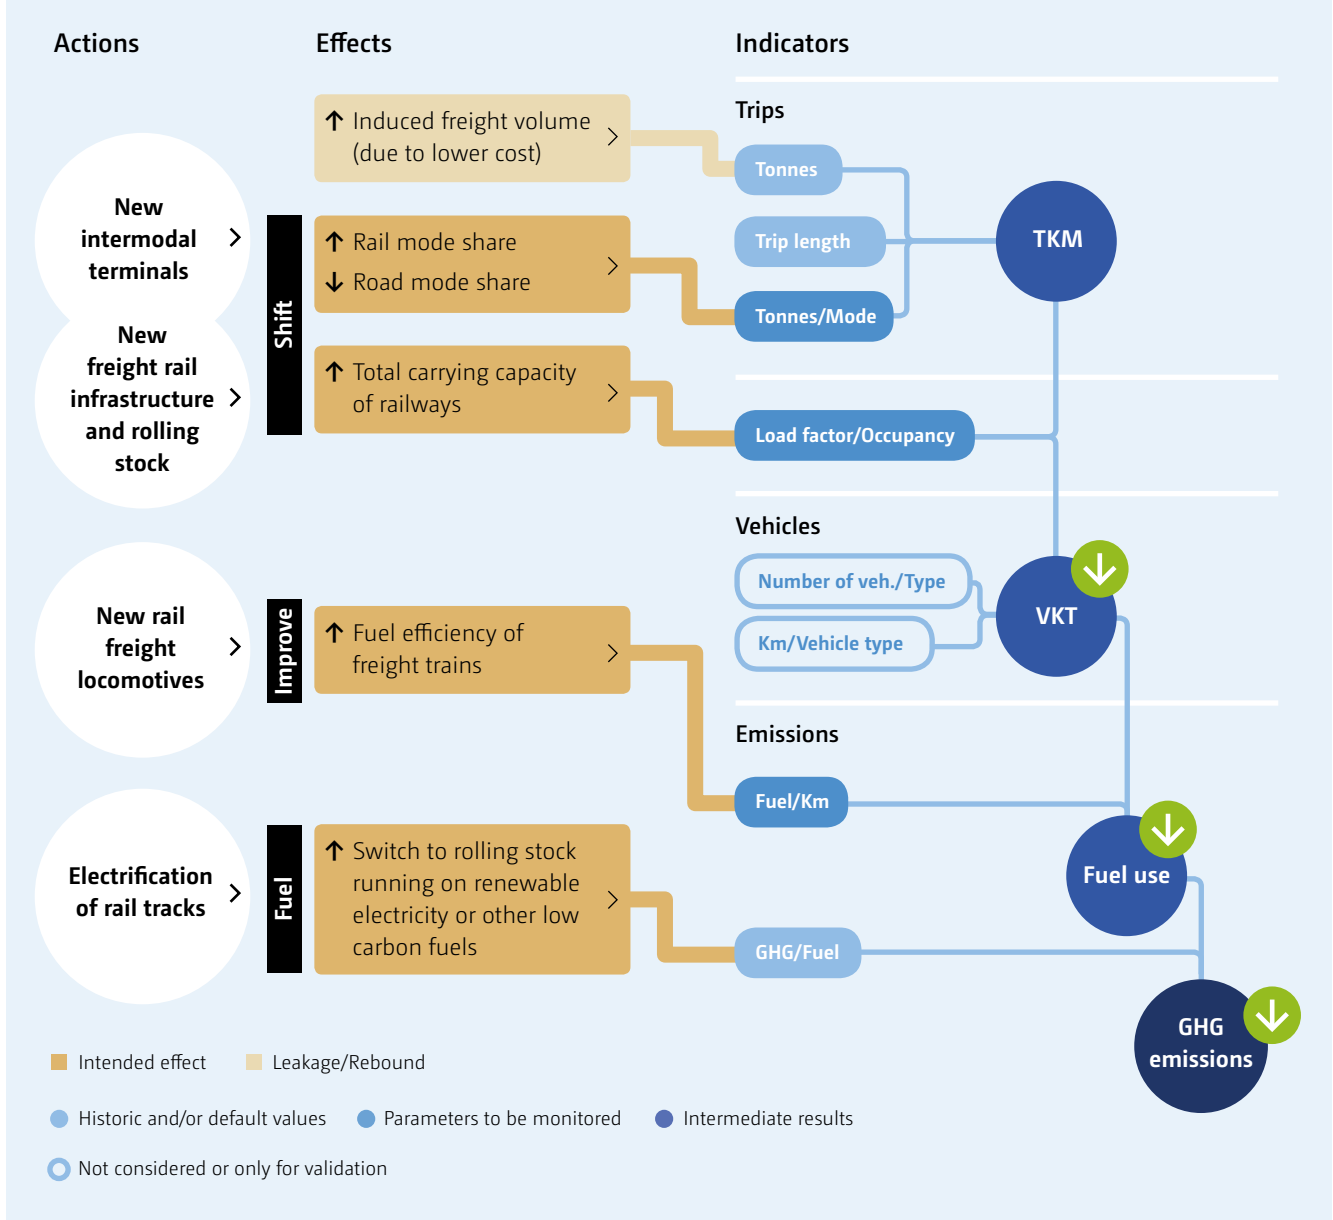 Actions
Effects
Indicators
New
intermodal
terminals
New
freight rail
infrastructure
and rolling
stock
New rail
freight
locomotives
Electrification
of rail tracks
Shift
Improve
Fuel
↑ Induced freight volume
(due to lower cost)
↑ Rail mode share
↓ Road mode share
↑ Total carrying capacity
of railways
↑ Fuel efficiency of
freight trains
↑ Switch to rolling stock
running on renewable
electricity or other low
carbon fuels
Trips
Tonnes
Trip length
Tonnes/Mode
TKM
Load factor/Occupancy
Vehicles
Number of veh./Type
Km/Vehicle type
VKT
Emissions
Fuel/Km
Fuel use
GHG/Fuel
GHG
emissions
Intended effect
Leakage/Rebound
Historic and/or default values
Parameters to be monitored
Intermediate results
Not considered or only for validation